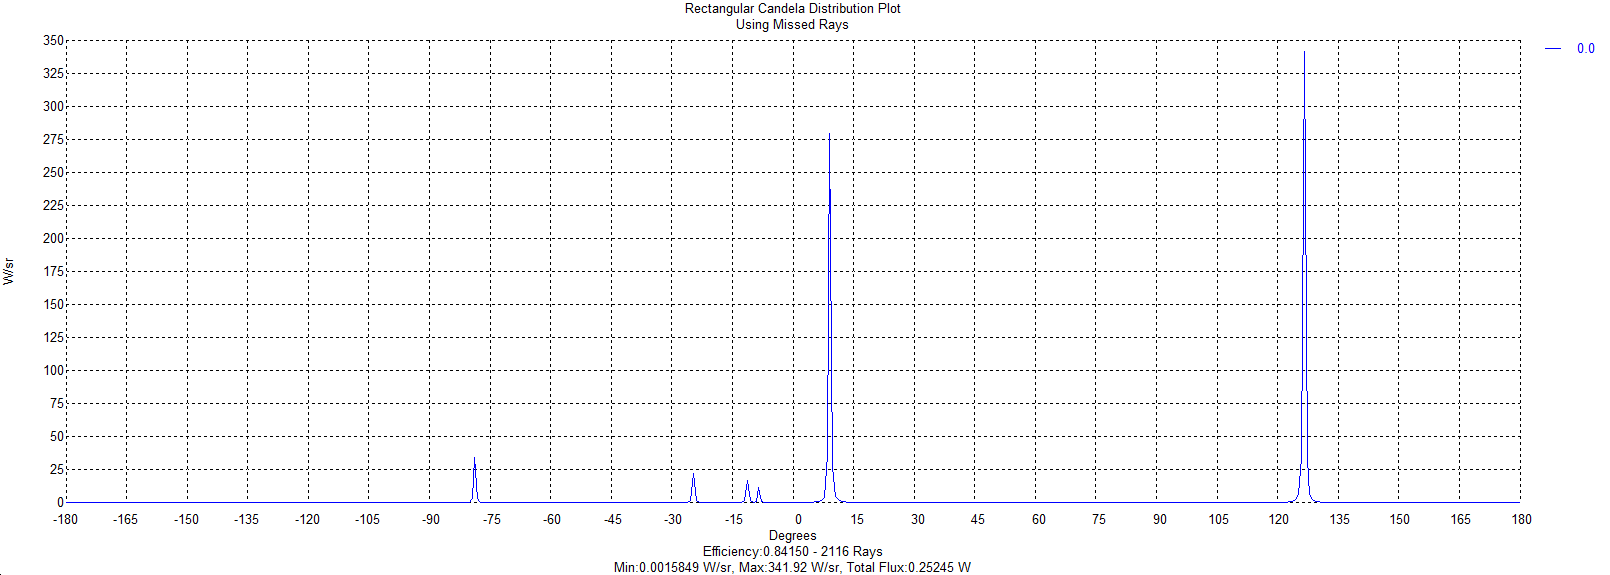 Rectangular Candela Distribution Plot
Using Missed Rays
0.0
350
325
300
275
250
225
200
175
150
125
100
75
50
25
0
W/sr
-180 -165 -150 -135 -120 -105 -90 -75 -60 -45 -30 -15 0 15 30 45 60 75 90 105 120 135 150 165 180
Degrees
Efficiency:0.84150 - 2116 Rays
Min:0.0015849 W/sr, Max:341.92 W/sr, Total Flux:0.25245 W